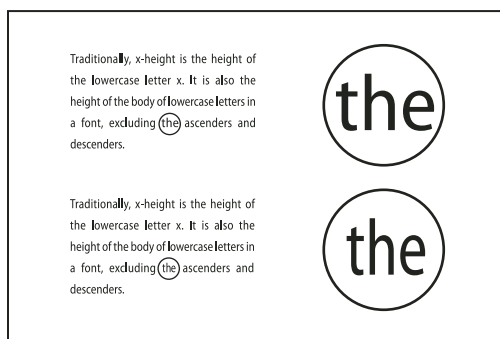 Traditionally, x-height is the height of
the lowercase letter x. It is also the
height of the body of lowercase letters in
a font, excluding the ascenders and
descenders.
the
Traditionally, x-height is the height of
the lowercase letter x. It is also the
height of the body of lowercase letters in
a font, excluding the ascenders and
descenders.
the